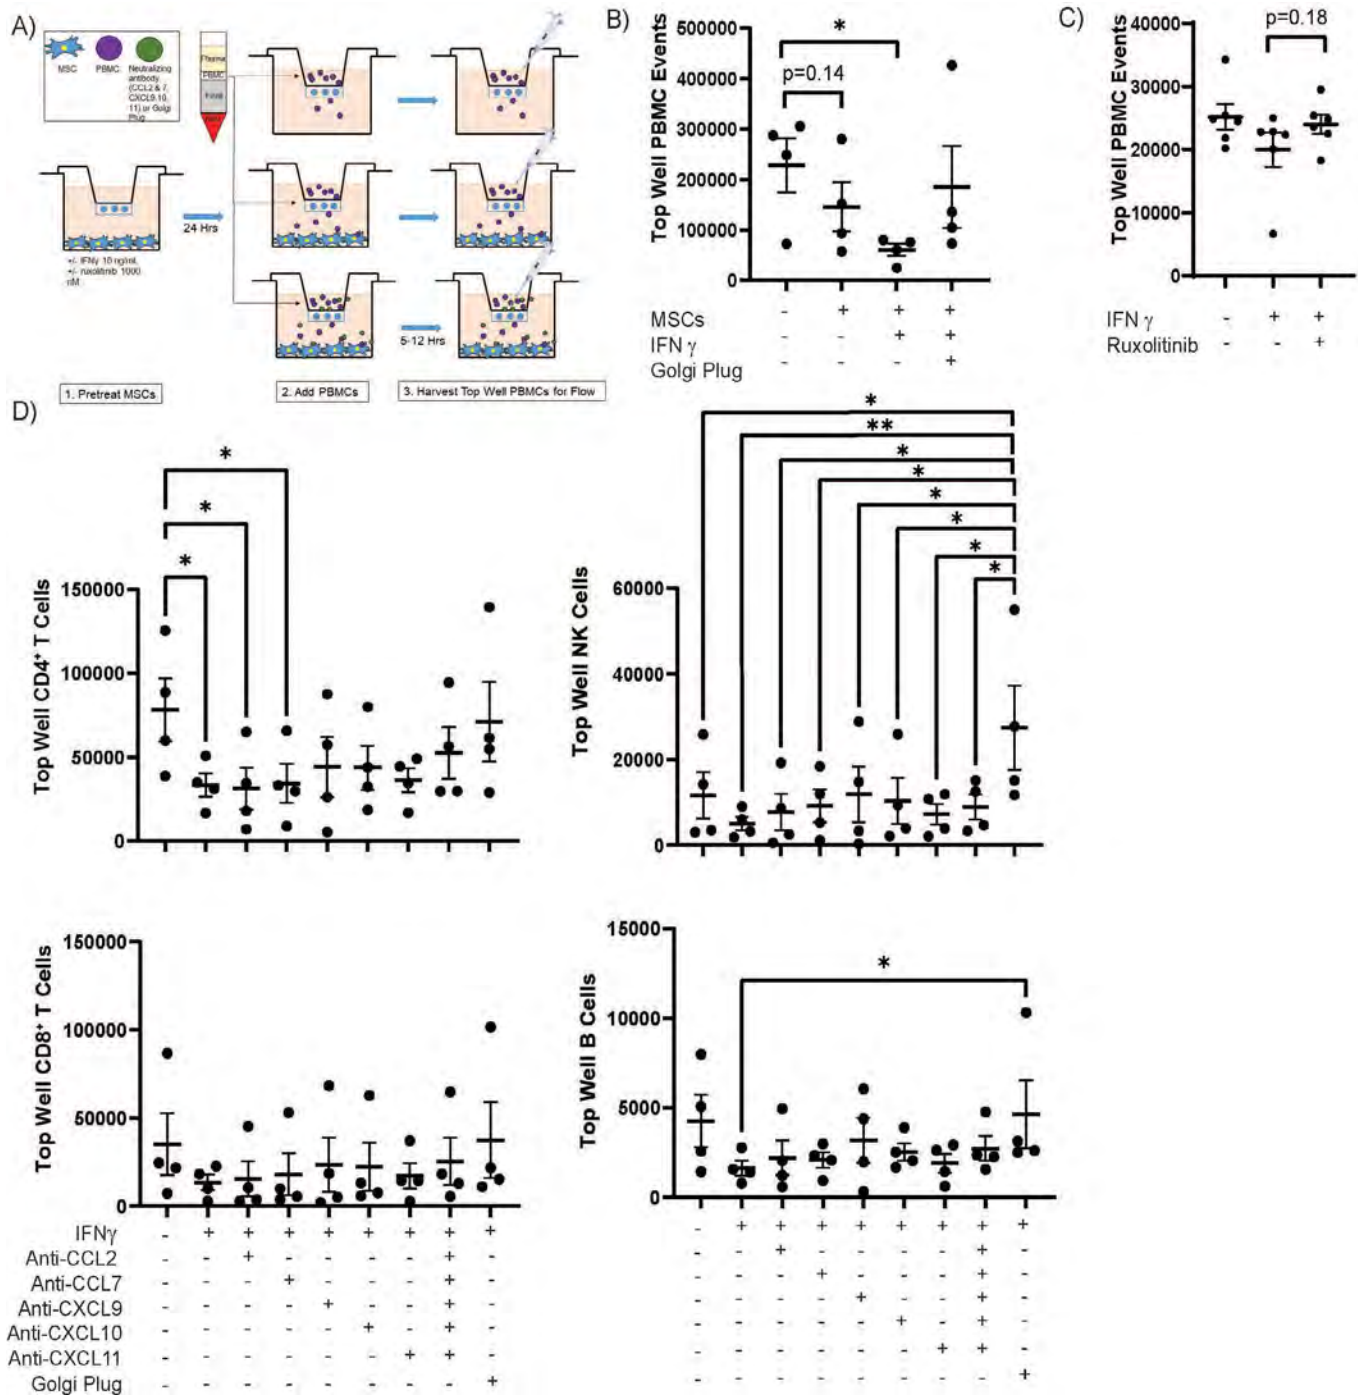 A)
MSC
PBMC
Neutralizing
antibody
(CCL2 & 7
CXCL9,10,
11) or Golgi
Plug
Plasma
PBMC
24 Hrs
+/- IFNγ 10 ng/mL
+/- ruxolitinib 1000
nM
5-12 Hrs
1. Pretreat MSCs
2. Add PBMCs
3. Harvest Top Well PBMCs for Flow
B)
Top Well PBMC Events
500000
400000
300000
200000
100000
0
*
p=0.14
MSCs - + + +
IFN γ - - + +
Golgi Plug - - - +
C)
Top Well PBMC Events
40000
30000
20000
10000
0
p=0.18
IFN γ - + +
Ruxolitinib - - +
D)
Top Well CD4⁺ T Cells
150000
100000
50000
0
*
*
*
Top Well NK Cells
60000
40000
20000
0
*
**
*
*
*
*
*
*
Top Well CD8⁺ T Cells
150000
100000
50000
0
Top Well B Cells
15000
10000
5000
0
*
IFNγ - + + + + + + + +
Anti-CCL2 - - + - - - - + -
Anti-CCL7 - - - + - - - + -
Anti-CXCL9 - - - - + - - + -
Anti-CXCL10 - - - - - + - + -
Anti-CXCL11 - - - - - - + + -
Golgi Plug - - - - - - - - +
- + + + + + + + +
- - + - - - - + -
- - - + - - - + -
- - - - + - - + -
- - - - - + - + -
- - - - - - + + -
- - - - - - - - +